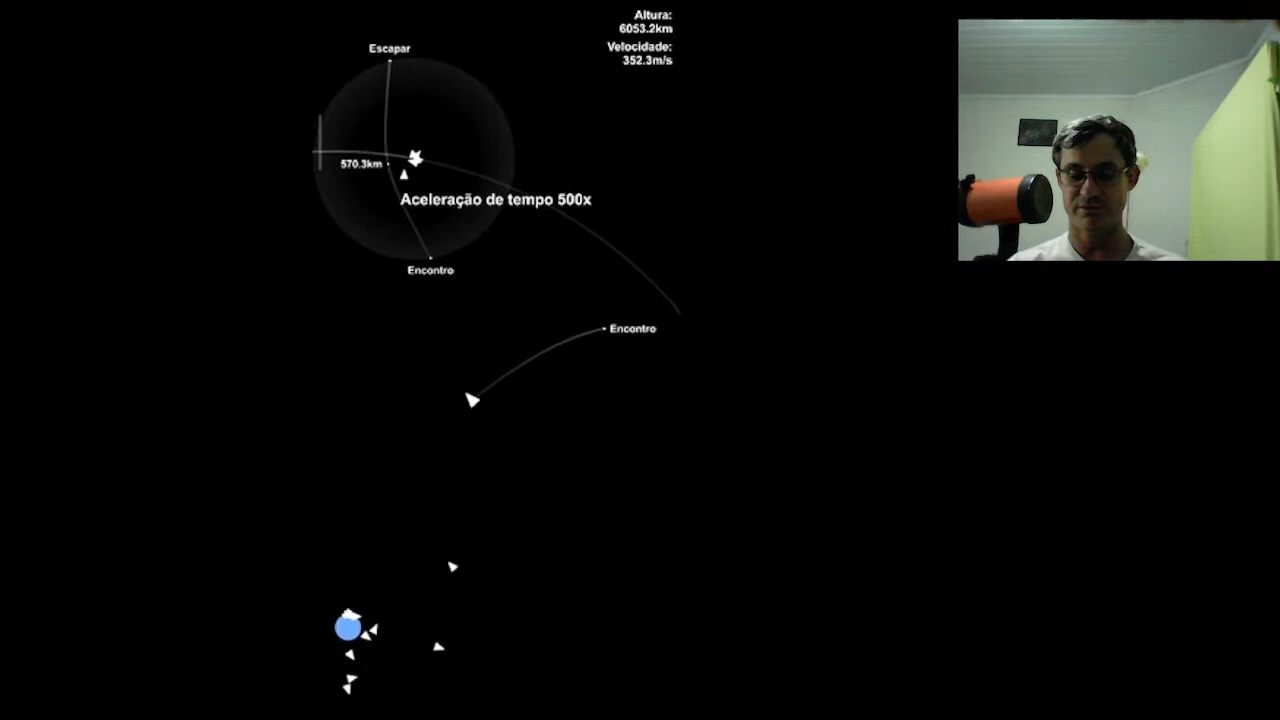 Altura:
6053.2km
Velocidade:
352.3m/s
Escapar
570.3km
Aceleração de tempo 500x
Encontro
Encontro